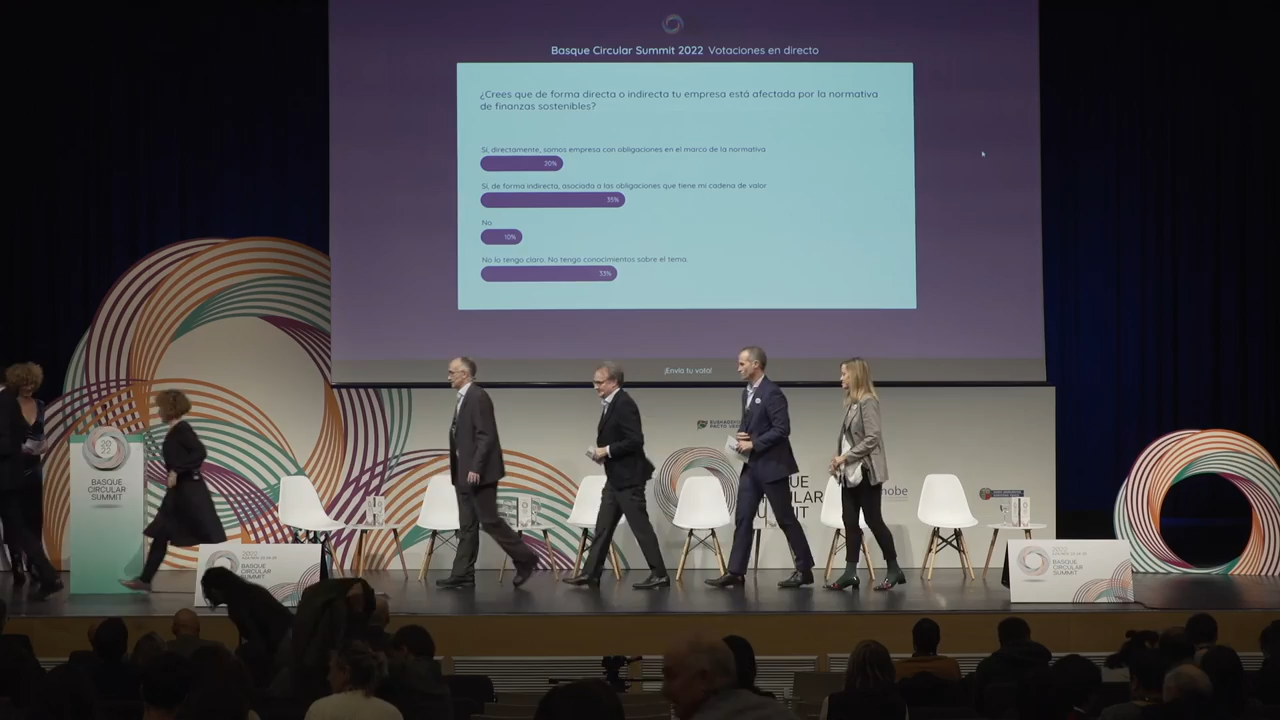 Basque Circular Summit 2022 Votaciones en directo
¿Crees que de forma directa o indirecta tu empresa está afectada por la normativa
de finanzas sostenibles?
Sí, directamente, somos empresa con obligaciones en el marco de la normativa
20%
Sí, de forma indirecta, asociada a las obligaciones que tiene mi cadena de valor
35%
No
10%
No lo tengo claro. No tengo conocimientos sobre el tema.
33%
¡Envía tu voto!
20
22
BASQUE
CIRCULAR
SUMMIT
2022
BASQUE
CIRCULAR
SUMMIT
2022
BASQUE
CIRCULAR
SUMMIT